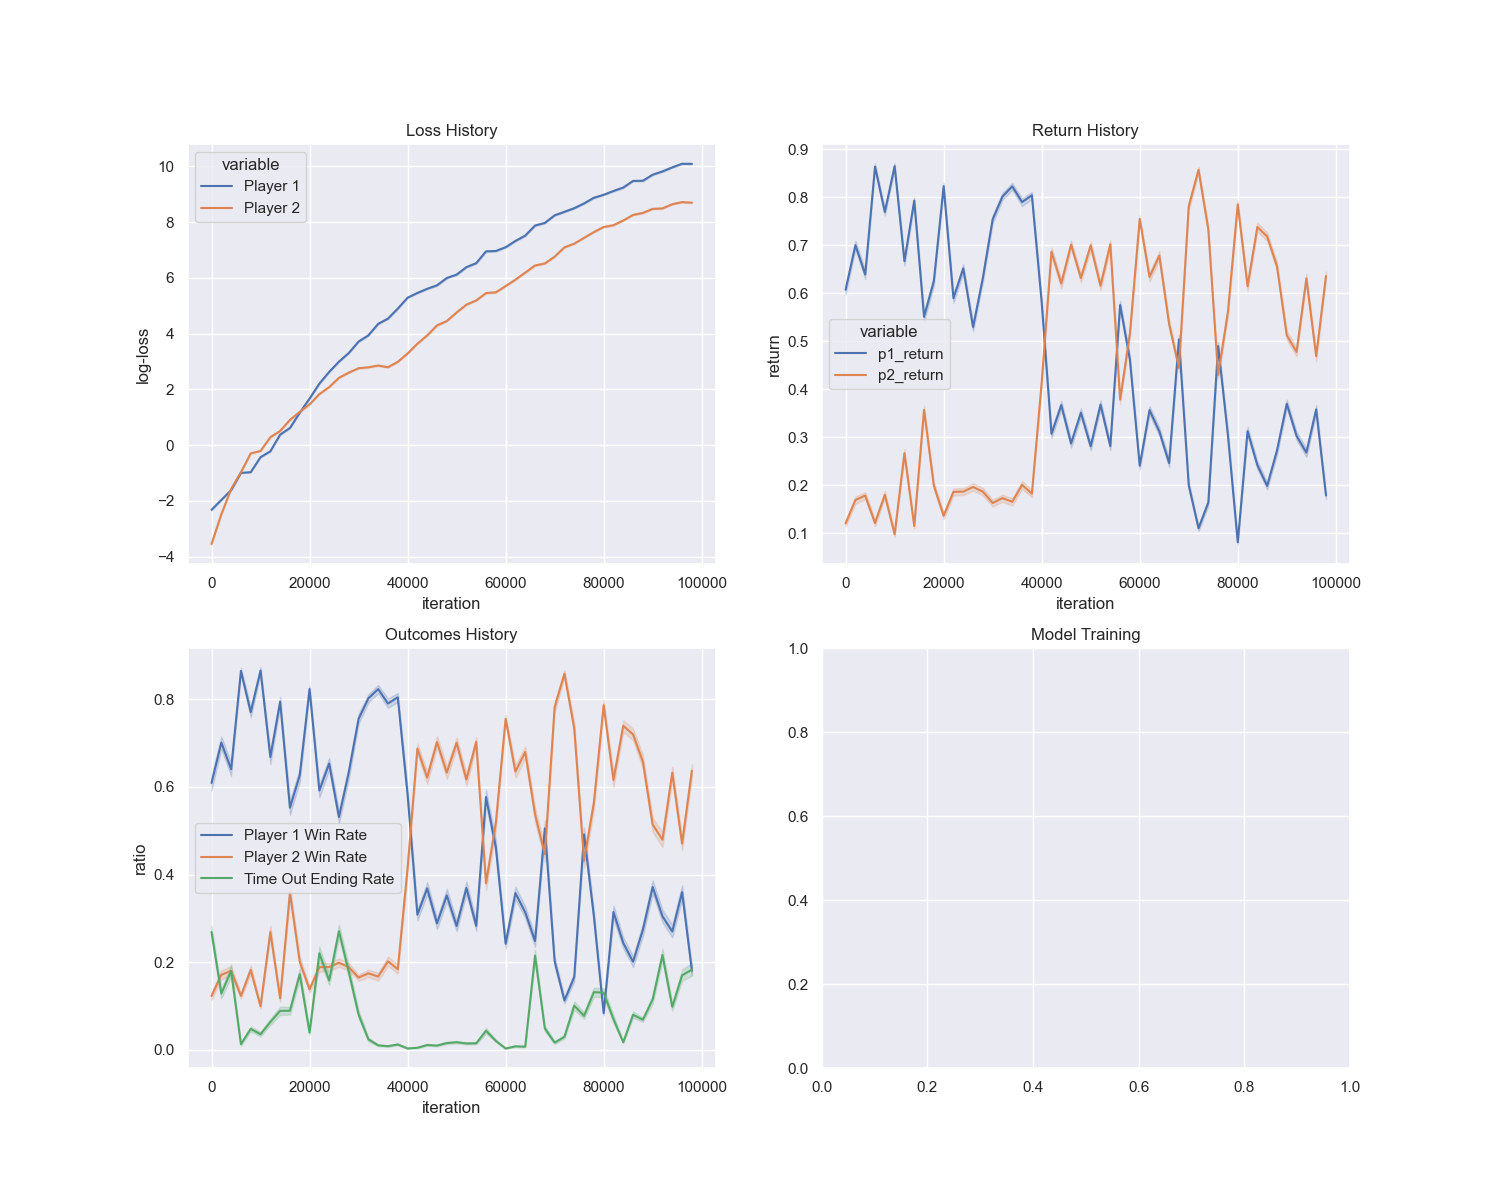 Loss History
variable
Player 1
Player 2
10
8
6
4
2
0
−2
−4
log-loss
0
20000
40000
60000
80000
100000
iteration
Return History
0.9
0.8
0.7
0.6
0.5
0.4
0.3
0.2
0.1
return
variable
p1_return
p2_return
0
20000
40000
60000
80000
100000
iteration
Outcomes History
0.8
0.6
0.4
0.2
0.0
ratio
Player 1 Win Rate
Player 2 Win Rate
Time Out Ending Rate
0
20000
40000
60000
80000
100000
iteration
Model Training
1.0
0.8
0.6
0.4
0.2
0.0
0.0
0.2
0.4
0.6
0.8
1.0